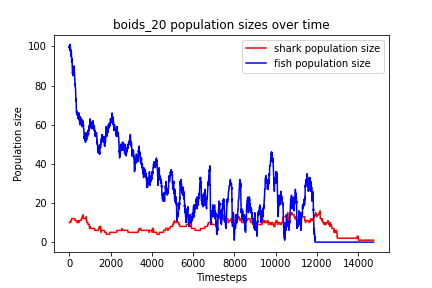 boids_20 population sizes over time
shark population size
fish population size
Population size
100
80
60
40
20
0
0 2000 4000 6000 8000 10000 12000 14000
Timesteps